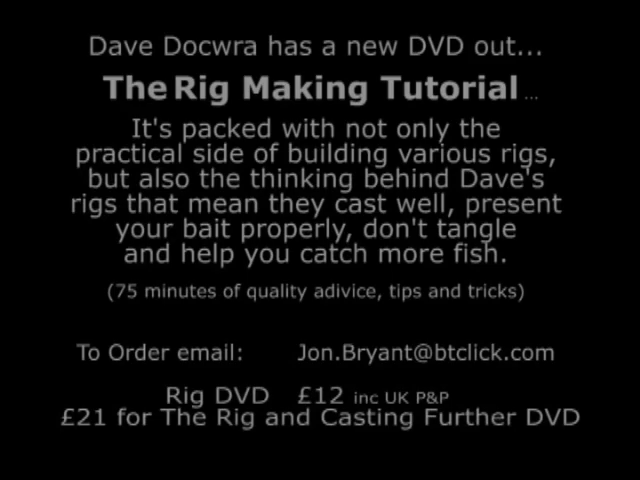 Dave Docwra has a new DVD out...
The Rig Making Tutorial ...
It's packed with not only the
practical side of building various rigs,
but also the thinking behind Dave's
rigs that mean they cast well, present
your bait properly, don't tangle
and help you catch more fish.
(75 minutes of quality adivice, tips and tricks)
To Order email: Jon.Bryant@btclick.com
Rig DVD £12 inc UK P&P
£21 for The Rig and Casting Further DVD